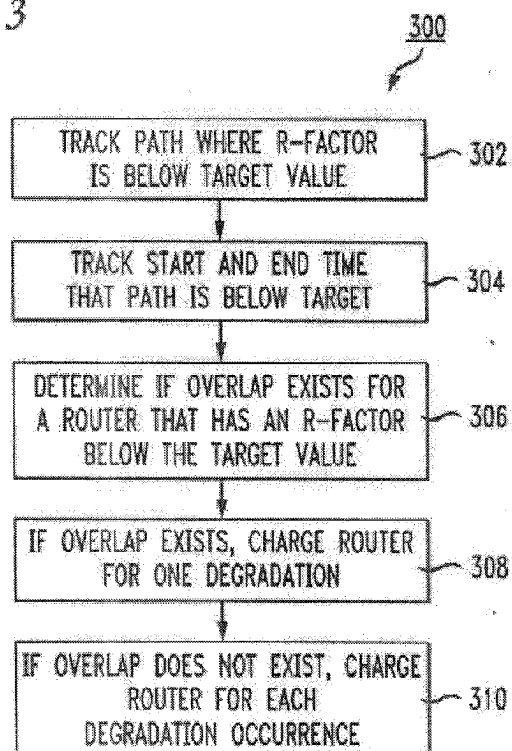 3
300
TRACK PATH WHERE R-FACTOR
IS BELOW TARGET VALUE
302
TRACK START AND END TIME
THAT PATH IS BELOW TARGET
304
DETERMINE IF OVERLAP EXISTS FOR
A ROUTER THAT HAS AN R-FACTOR
BELOW THE TARGET VALUE
306
IF OVERLAP EXISTS, CHARGE ROUTER
FOR ONE DEGRADATION
308
IF OVERLAP DOES NOT EXIST, CHARGE
ROUTER FOR EACH
DEGRADATION OCCURRENCE
310